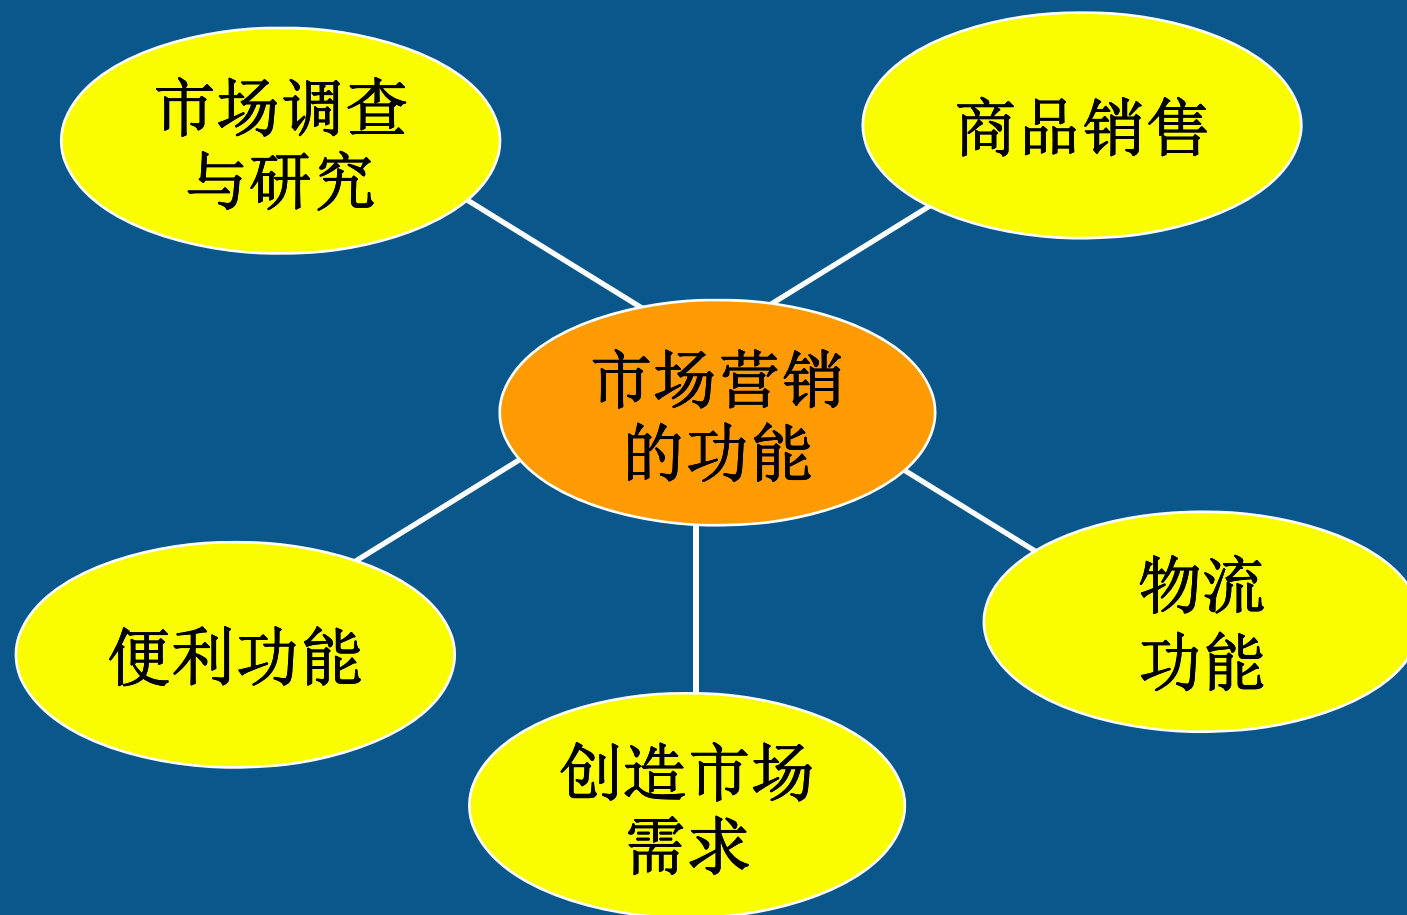 市场调查
与研究
商品销售
市场营销
的功能
便利功能
物流
功能
创造市场
需求